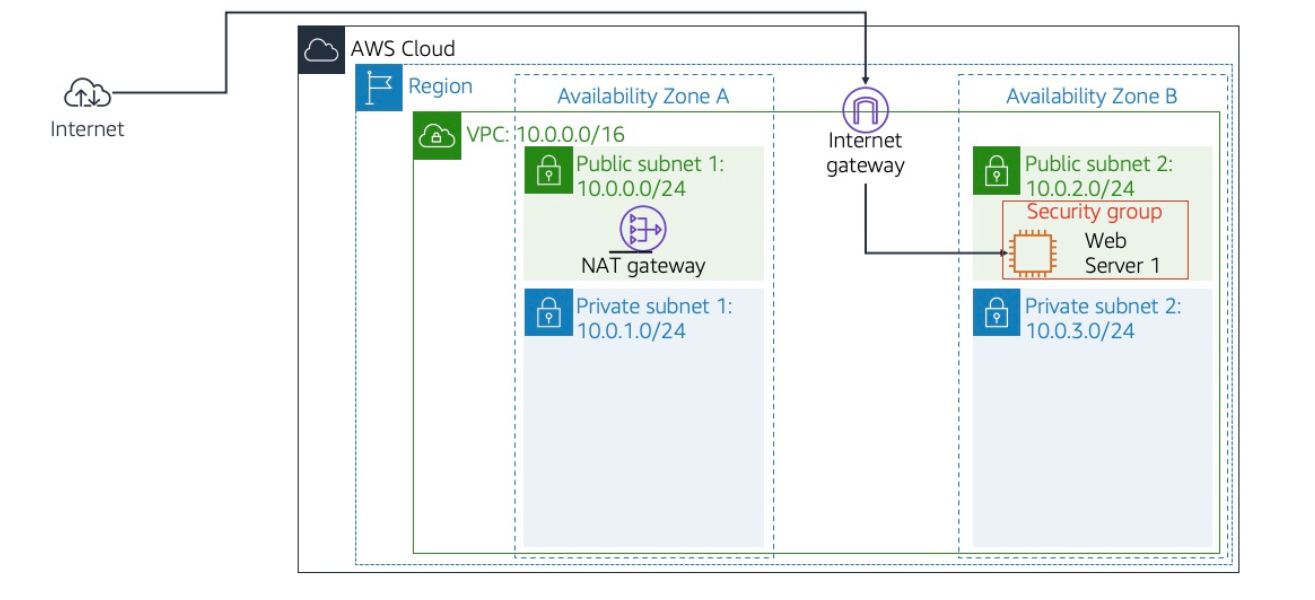 AWS Cloud
Region
Internet
Availability Zone A
Availability Zone B
VPC: 10.0.0.0/16
Internet
gateway
Public subnet 1:
10.0.0.0/24
NAT gateway
Public subnet 2:
10.0.2.0/24
Security group
Web
Server 1
Private subnet 1:
10.0.1.0/24
Private subnet 2:
10.0.3.0/24